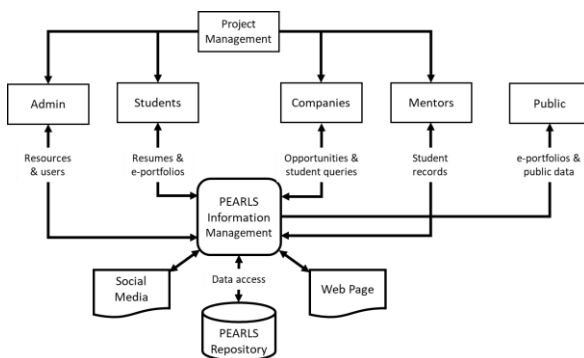 Project
Management
Admin
Students
Companies
Mentors
Public
Resources
& users
Resumes &
e-portfolios
Opportunities &
student queries
Student
records
e-portfolios &
public data
PEARLS
Information
Management
Social
Media
Data access
Web Page
PEARLS
Repository